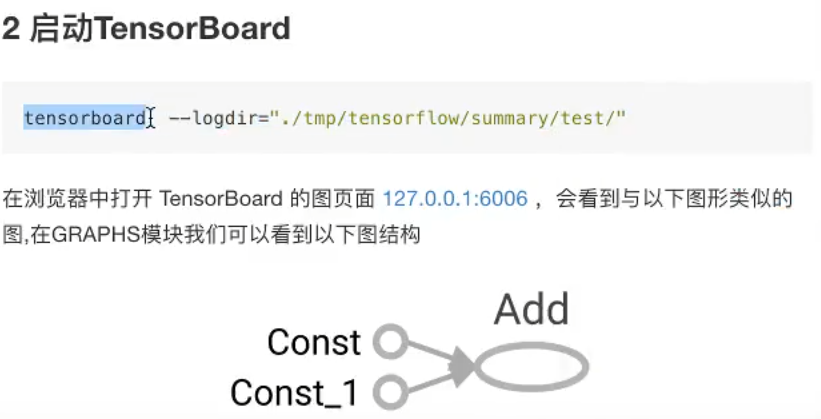 2 启动TensorBoard
tensorboard --logdir="./tmp/tensorflow/summary/test/"
在浏览器中打开 TensorBoard 的图页面 127.0.0.1:6006 ，会看到与以下图形类似的
图,在GRAPHS模块我们可以看到以下图结构
Add
Const
Const_1